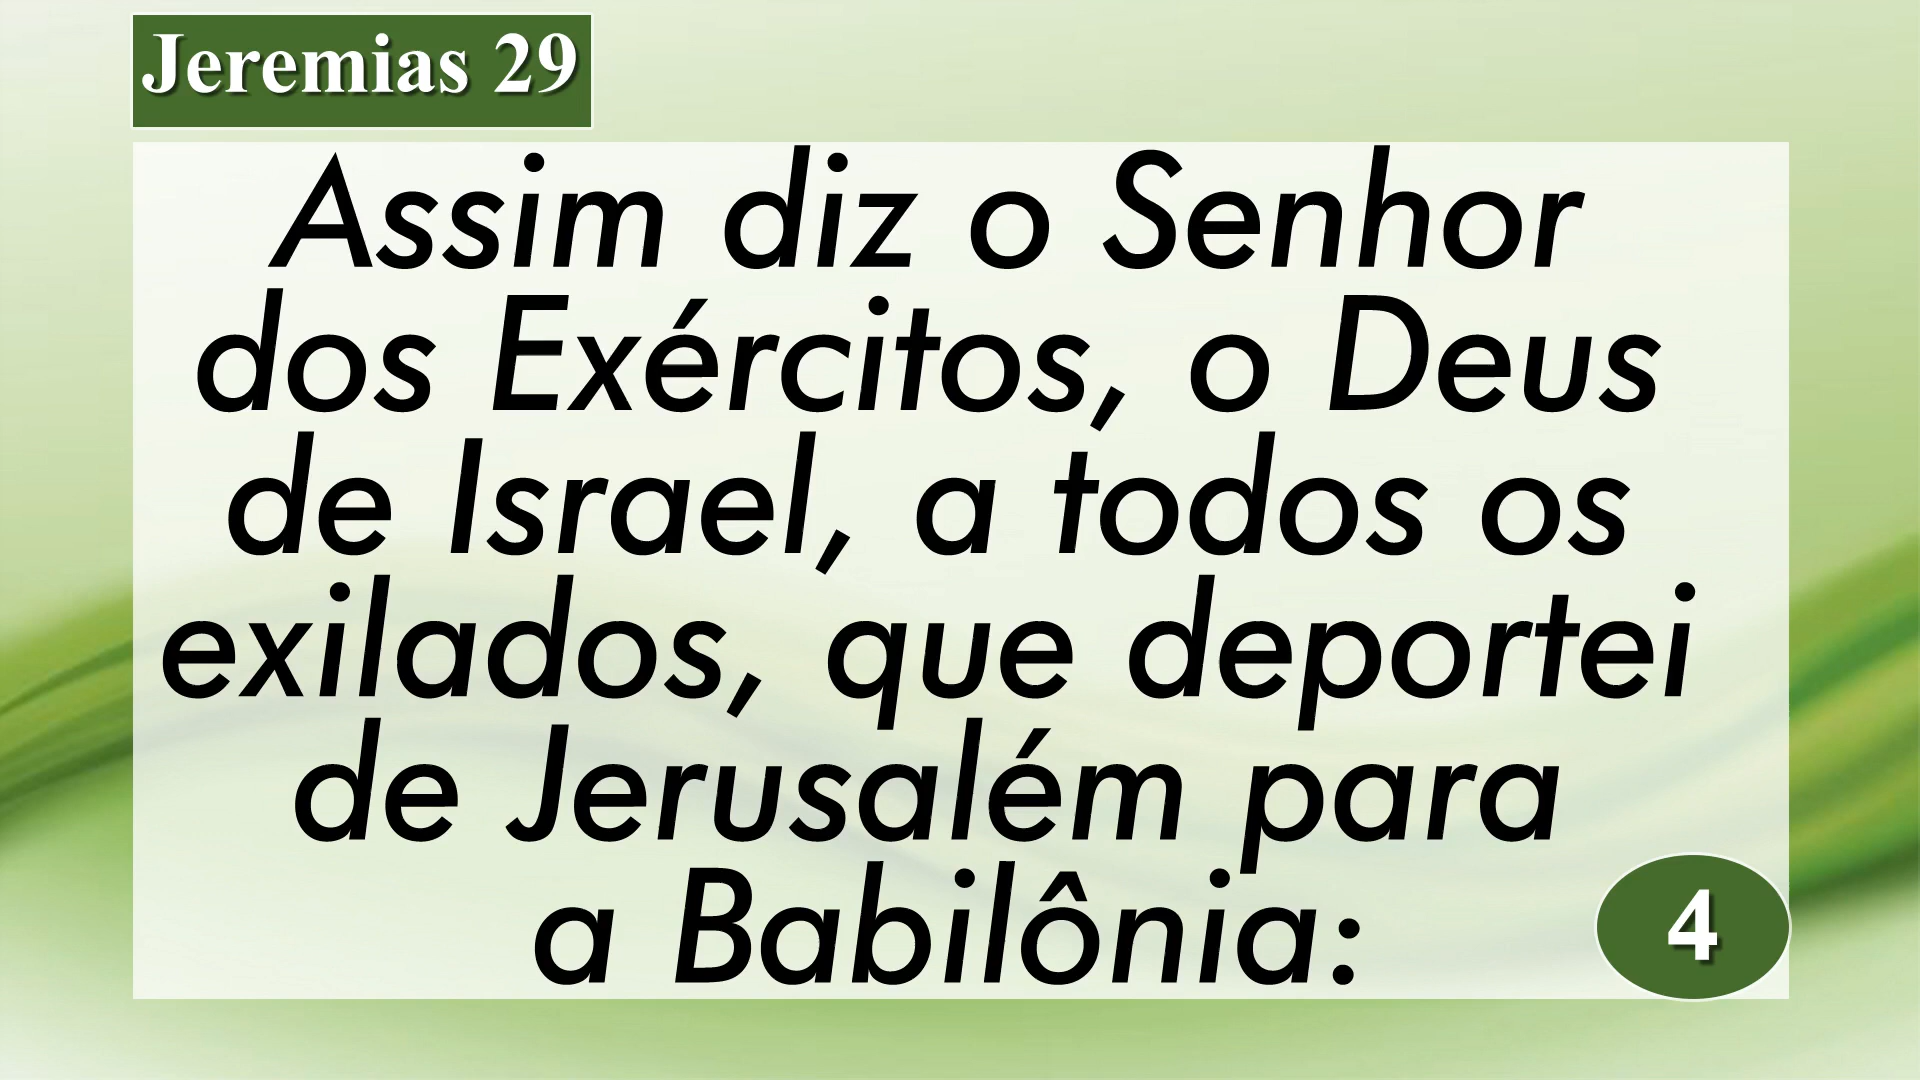 Jeremias 29
Assim diz o Senhor
dos Exércitos, o Deus
de Israel, a todos os
exilados, que deportei
de Jerusalém para
a Babilônia:
4